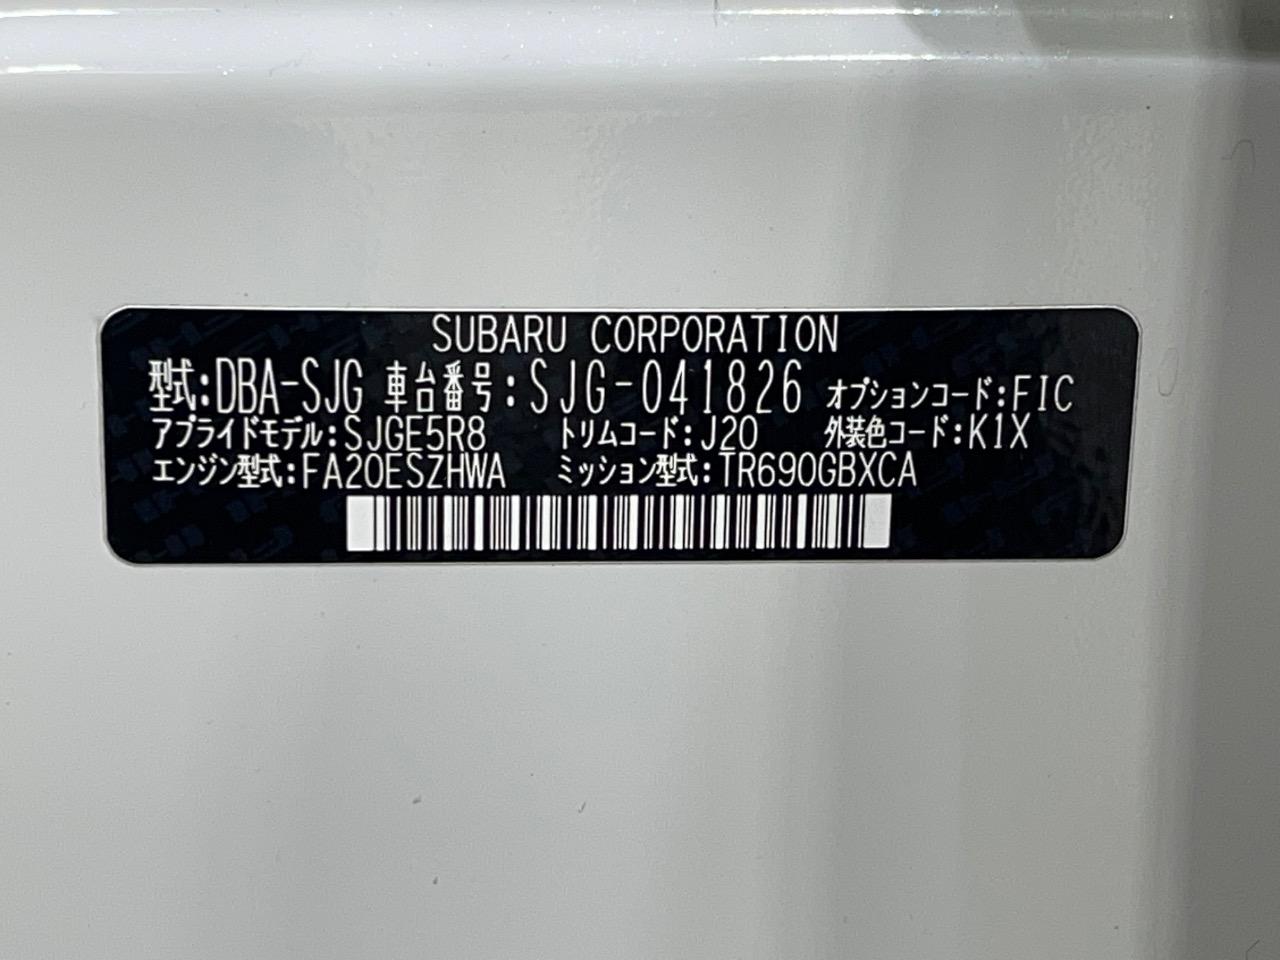 SUBARU CORPORATION
型式:DBA-SJG 車台番号:SJG-041826 オプションコード:FIC
アプライドモデル:SJGE5R8 トリムコード:J20 外装色コード:K1X
エンジン型式:FA20ESZHWA ミッション型式:TR690GBXCA